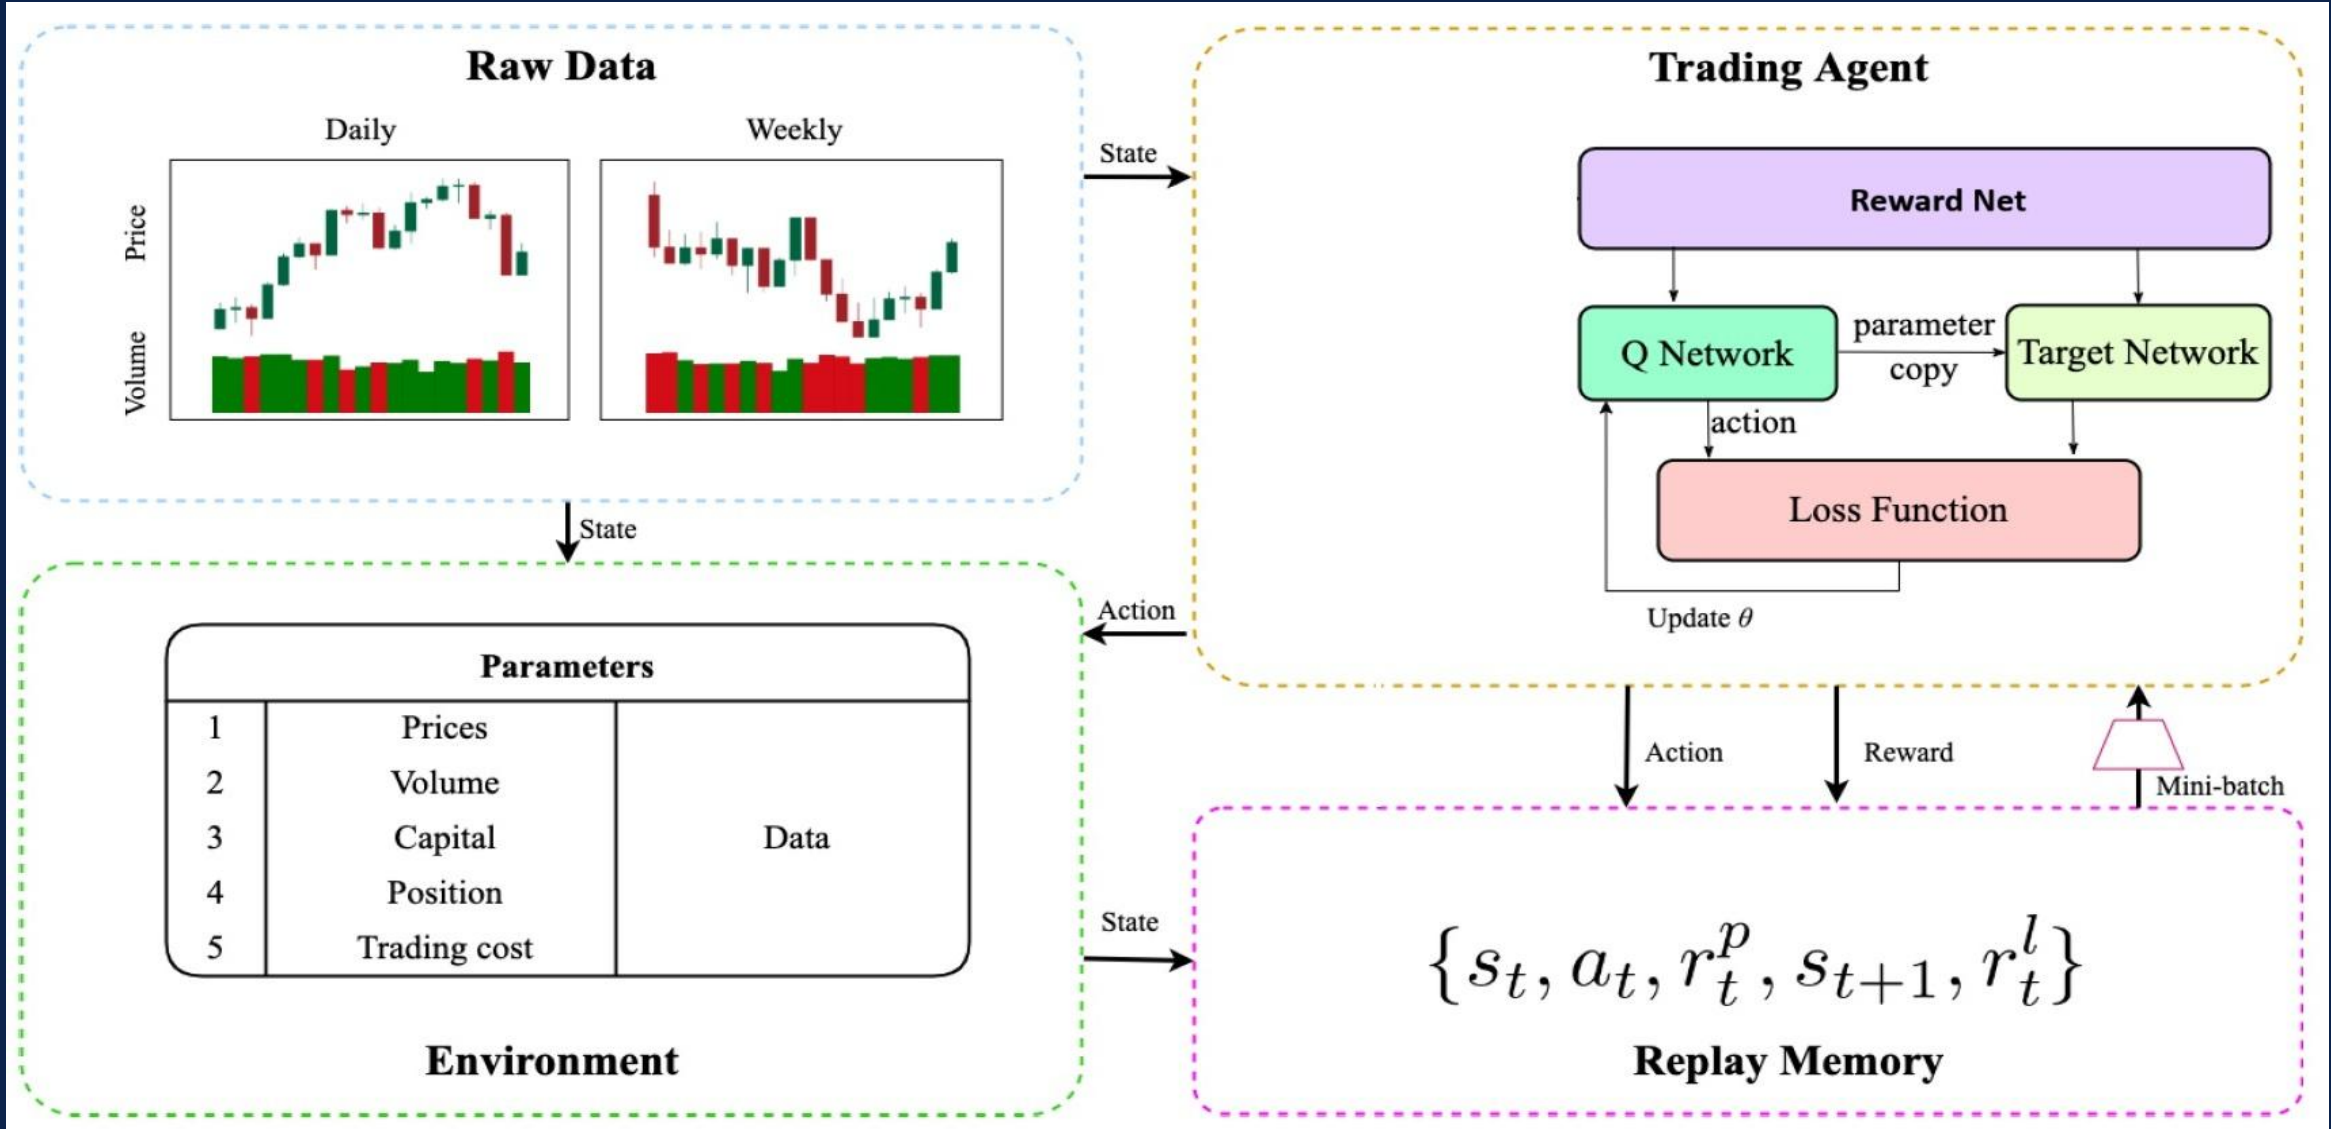 Raw Data
Daily
Weekly
Price
Volume
State
State
Trading Agent
Reward Net
Q Network
parameter
copy
Target Network
action
Loss Function
Update θ
Action
Parameters
1 Prices
2 Volume
3 Capital
4 Position
5 Trading cost
Data
Environment
State
Action
Reward
Mini-batch
{s_t, a_t, r_t^p, s_{t+1}, r_t^l}
Replay Memory